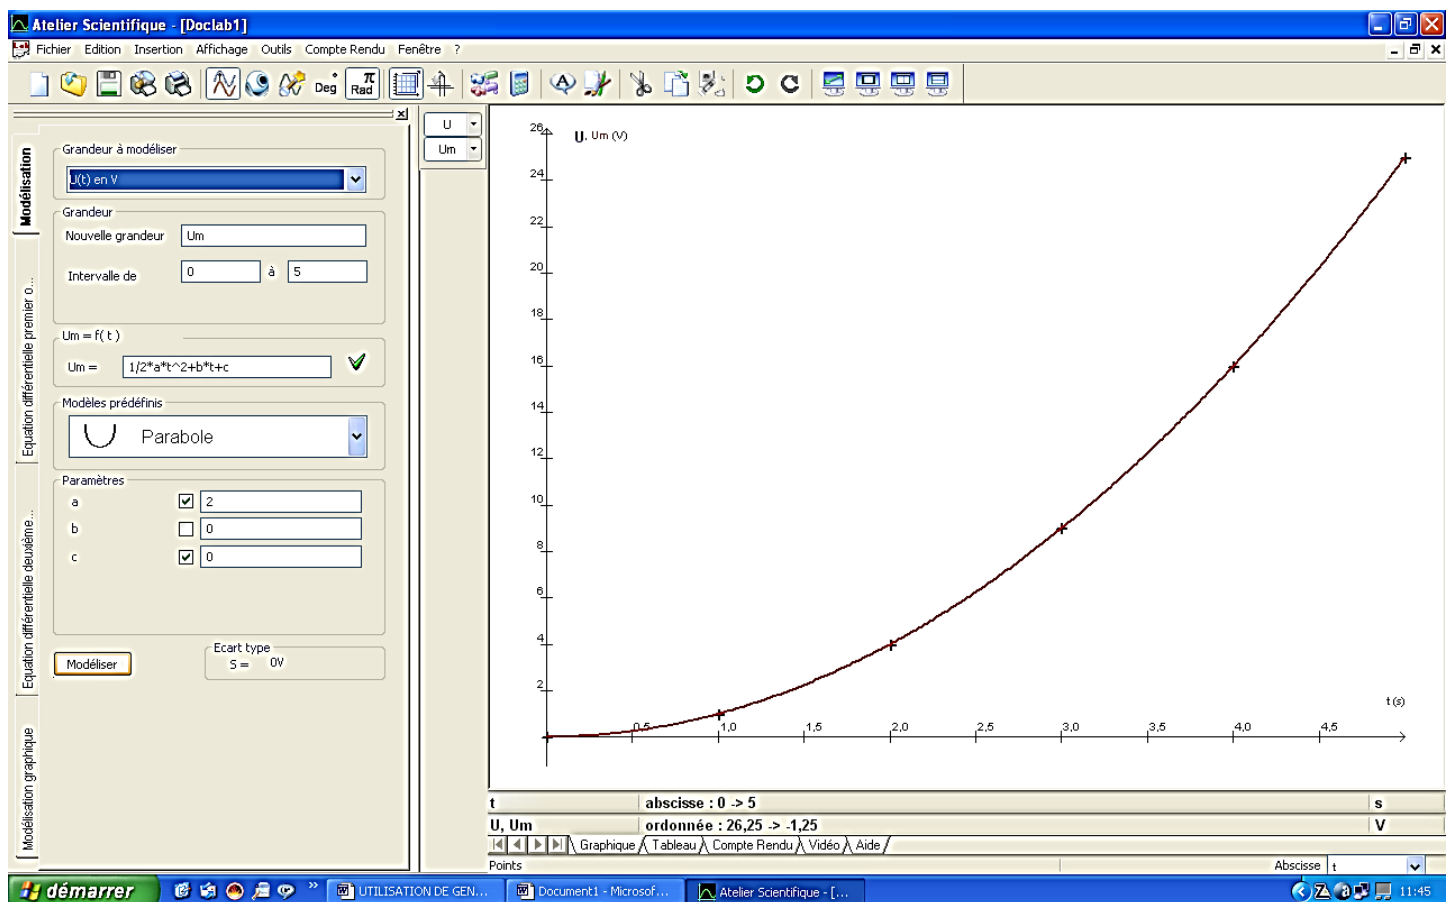 Atelier Scientifique - [Doclab1]
Fichier Edition Insertion Affichage Outils Compte Rendu Fenêtre ?
Deg π Rad
Modélisation
Equation différentielle premier o...
Equation différentielle deuxième...
Modélisation graphique
Grandeur à modéliser
U(t) en V
Grandeur
Nouvelle grandeur Um
Intervalle de 0 à 5
Um = f( t )
Um = 1/2*a*t^2+b*t+c
Modèles prédéfinis
Parabole
Paramètres
a 2
b 0
c 0
Modéliser
Ecart type
S = 0V
U
Um
U, Um (V)
26
24
22
20
18
16
14
12
10
8
6
4
2
t (s)
0,5 1,0 1,5 2,0 2,5 3,0 3,5 4,0 4,5
t abscisse : 0 -> 5 s
U, Um ordonnée : 26,25 -> -1,25 V
Graphique Tableau Compte Rendu Vidéo Aide
Points Abscisse t
démarrer » UTILISATION DE GEN... Document1 - Microsof... Atelier Scientifique - [... 11:45